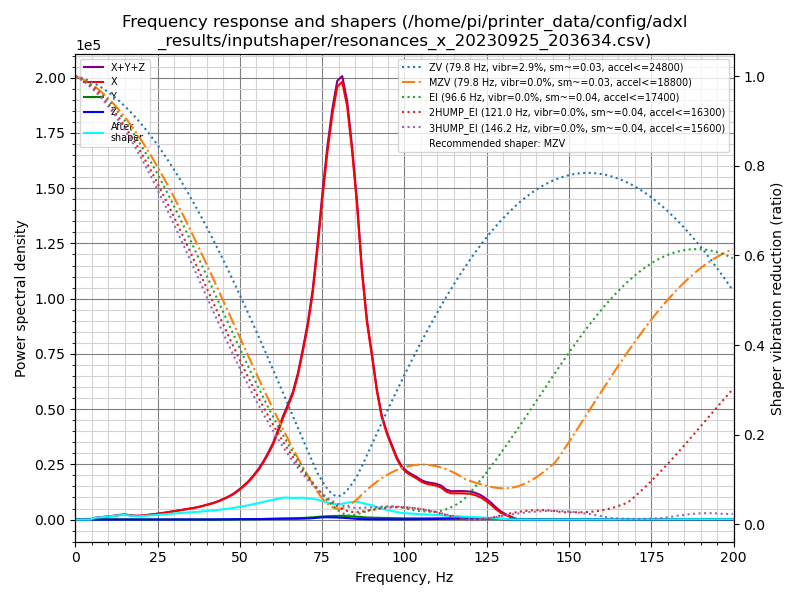 Frequency response and shapers (/home/pi/printer_data/config/adxl
_results/inputshaper/resonances_x_20230925_203634.csv)
1e5
X+Y+Z
X
Y
Z
After
shaper
ZV (79.8 Hz, vibr=2.9%, sm~=0.03, accel<=24800)
MZV (79.8 Hz, vibr=0.0%, sm~=0.03, accel<=18800)
EI (96.6 Hz, vibr=0.0%, sm~=0.04, accel<=17400)
2HUMP_EI (121.0 Hz, vibr=0.0%, sm~=0.04, accel<=16300)
3HUMP_EI (146.2 Hz, vibr=0.0%, sm~=0.04, accel<=15600)
Recommended shaper: MZV
Power spectral density
2.00
1.75
1.50
1.25
1.00
0.75
0.50
0.25
0.00
1.0
0.8
0.6
0.4
0.2
0.0
Shaper vibration reduction (ratio)
0 25 50 75 100 125 150 175 200
Frequency, Hz